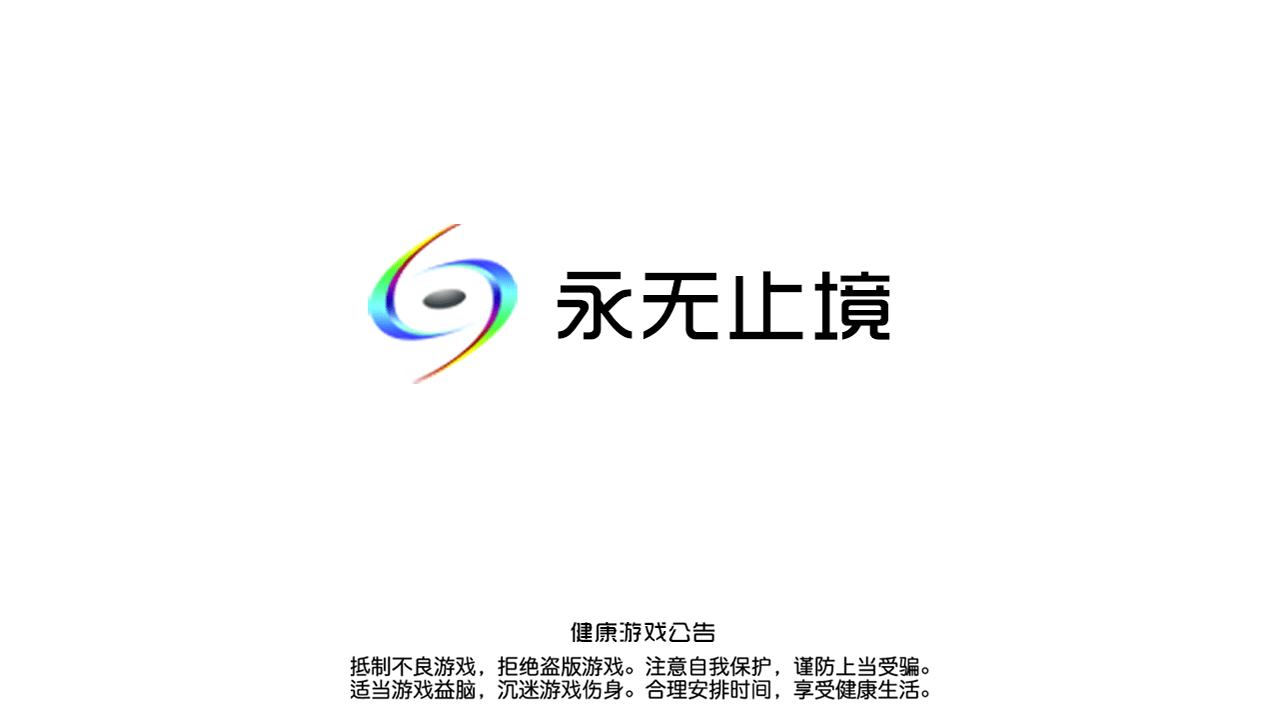 永无止境
健康游戏公告
抵制不良游戏，拒绝盗版游戏。注意自我保护，谨防上当受骗。
适当游戏益脑，沉迷游戏伤身。合理安排时间，享受健康生活。